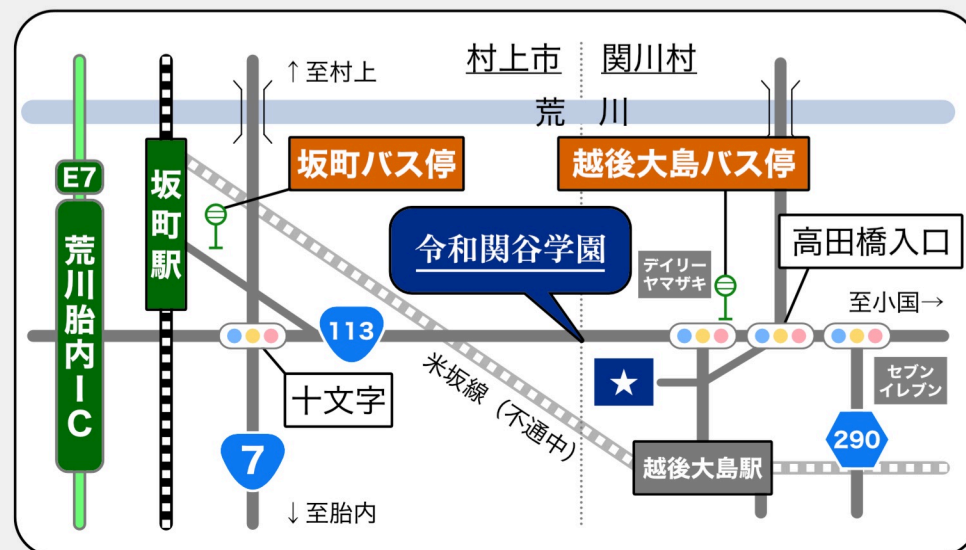 ↑至村上
村上市
関川村
荒川
E7
荒川胎内IC
坂町駅
坂町バス停
越後大島バス停
令和関谷学園
デイリー
ヤマザキ
高田橋入口
至小国→
113
十文字
米坂線（不通中）
★
セブン
イレブン
7
290
越後大島駅
↓至胎内